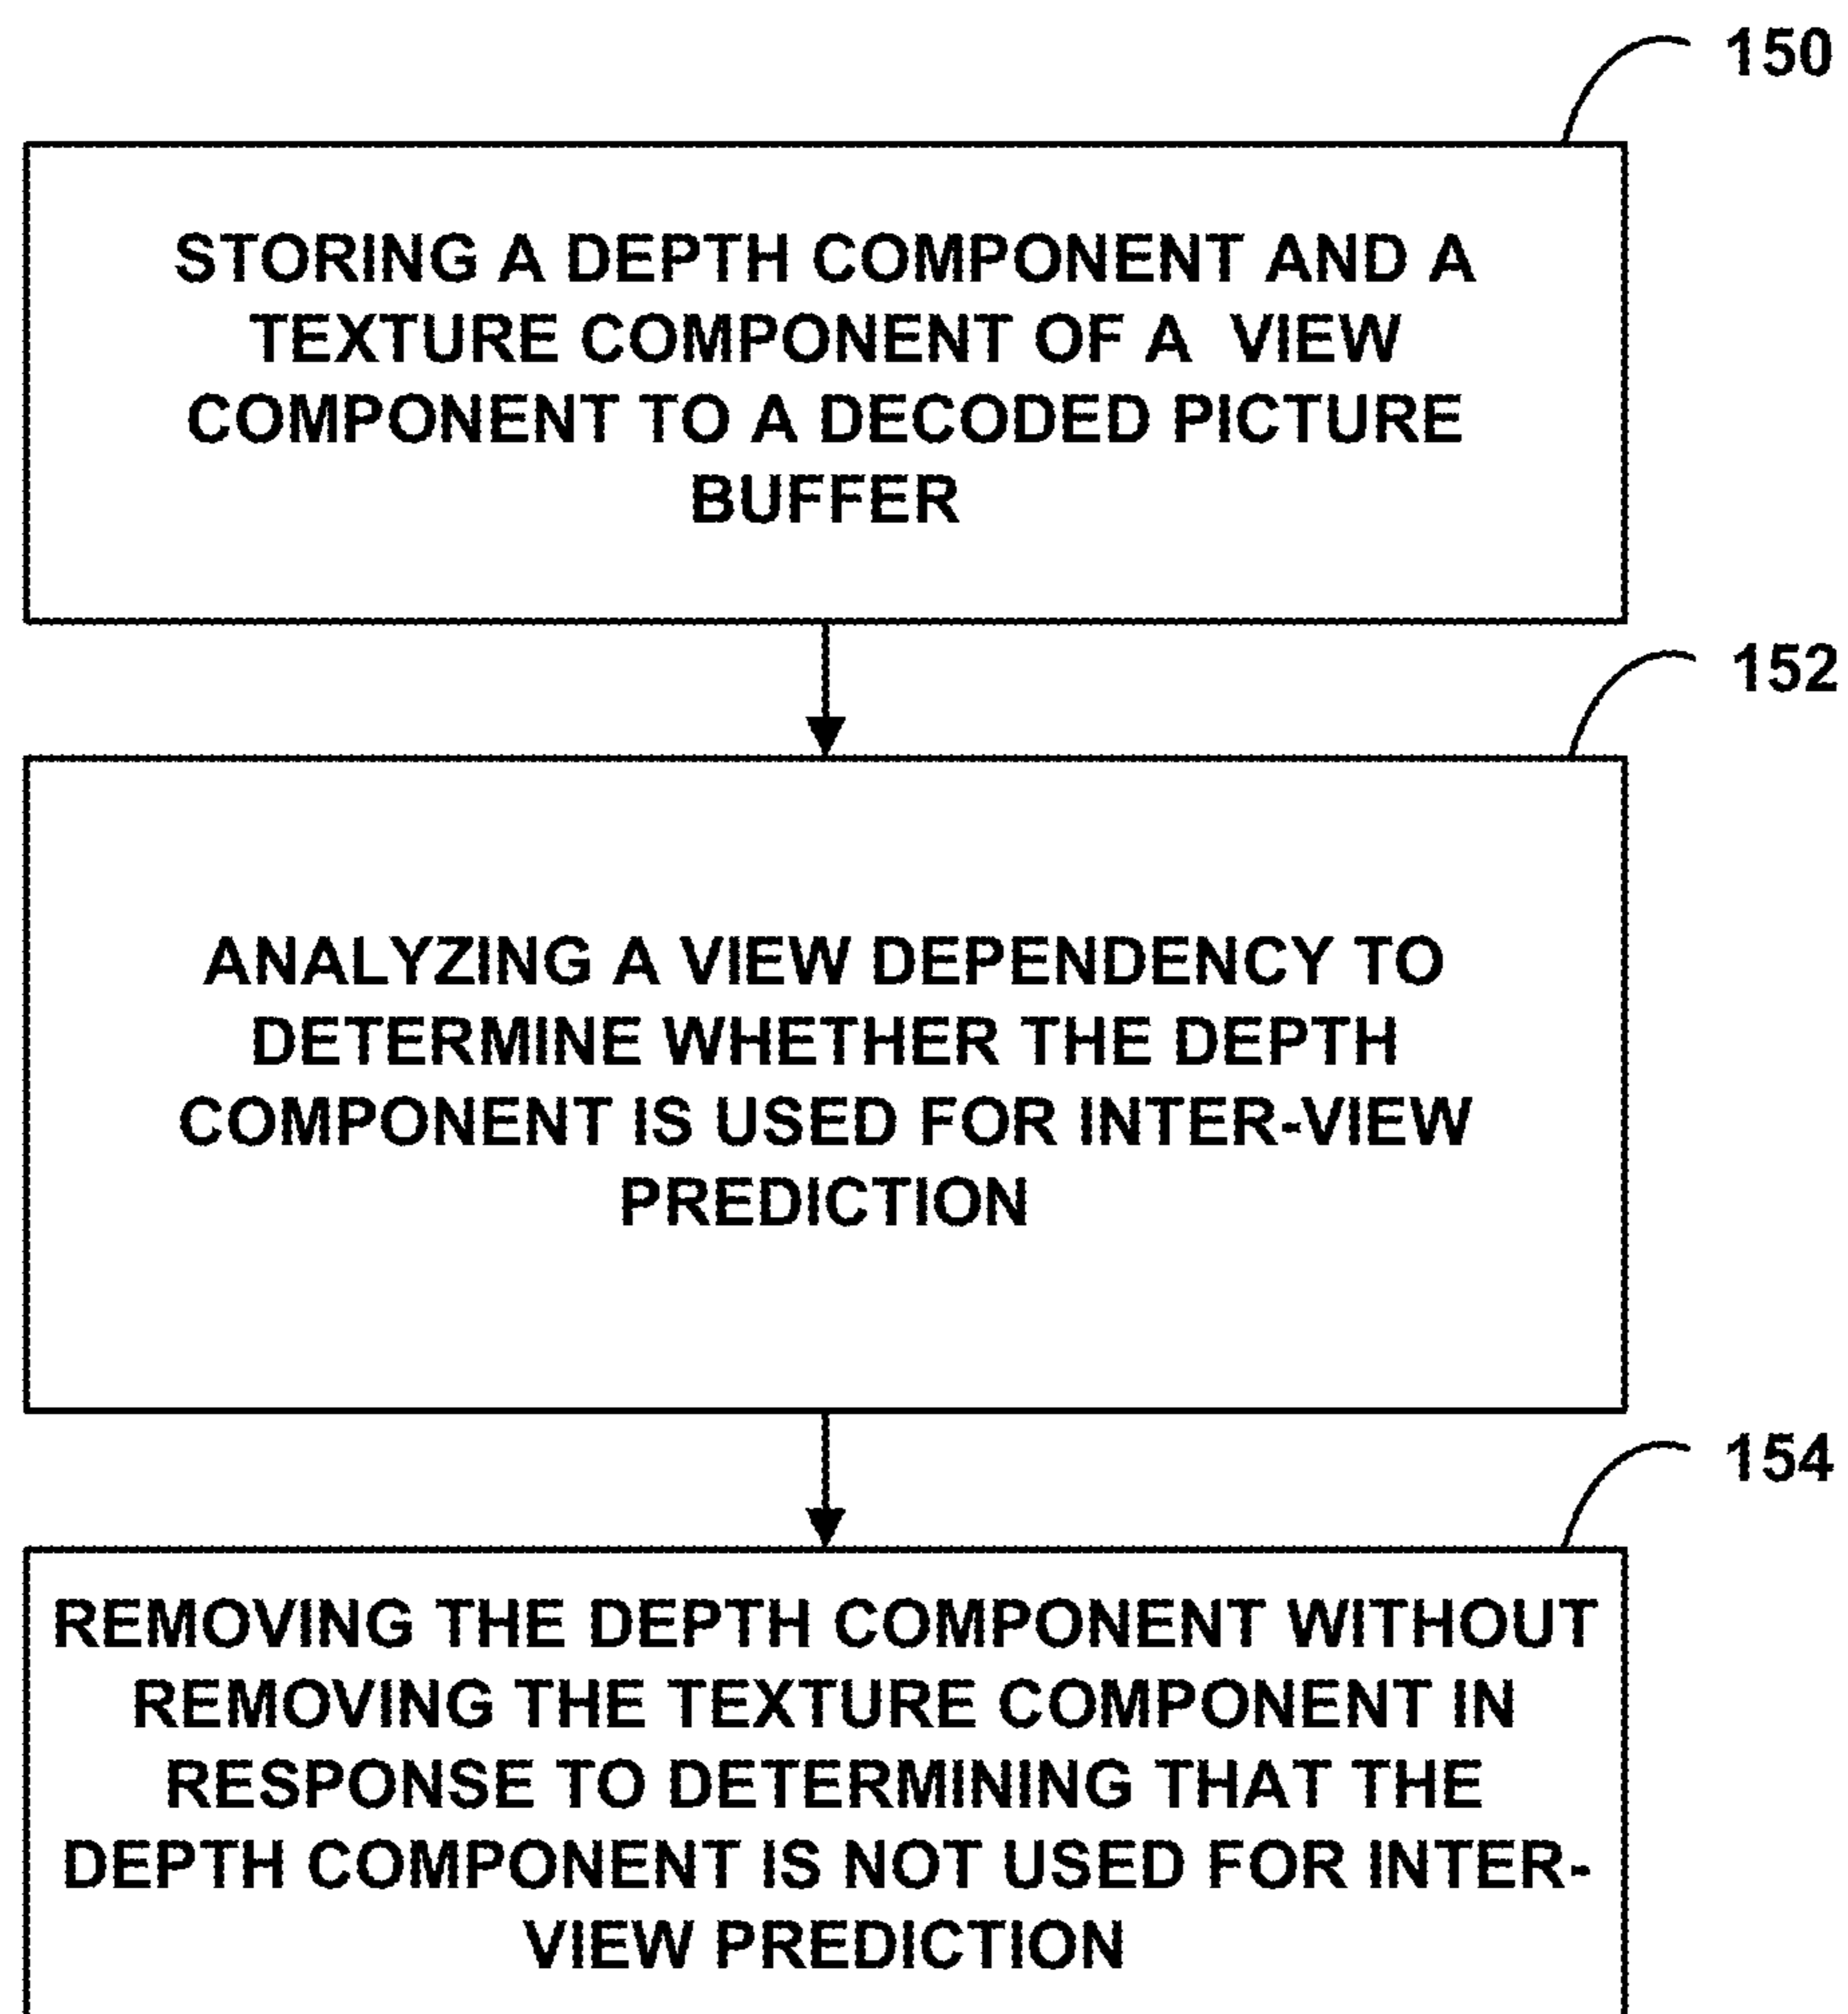 150
STORING A DEPTH COMPONENT AND A
TEXTURE COMPONENT OF A VIEW
COMPONENT TO A DECODED PICTURE
BUFFER
152
ANALYZING A VIEW DEPENDENCY TO
DETERMINE WHETHER THE DEPTH
COMPONENT IS USED FOR INTER-VIEW
PREDICTION
154
REMOVING THE DEPTH COMPONENT WITHOUT
REMOVING THE TEXTURE COMPONENT IN
RESPONSE TO DETERMINING THAT THE
DEPTH COMPONENT IS NOT USED FOR INTER-
VIEW PREDICTION